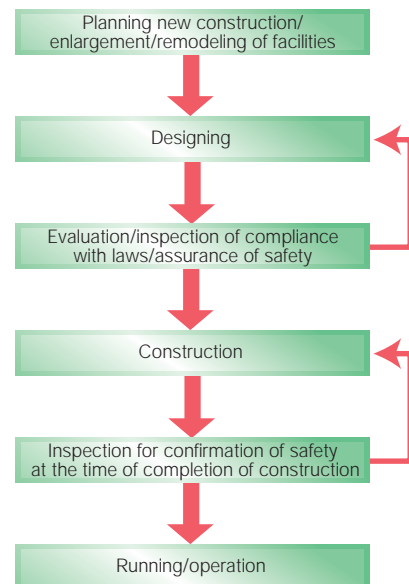 Planning new construction/
enlargement/remodeling of facilities
Designing
Evaluation/inspection of compliance
with laws/assurance of safety
Construction
Inspection for confirmation of safety
at the time of completion of construction
Running/operation